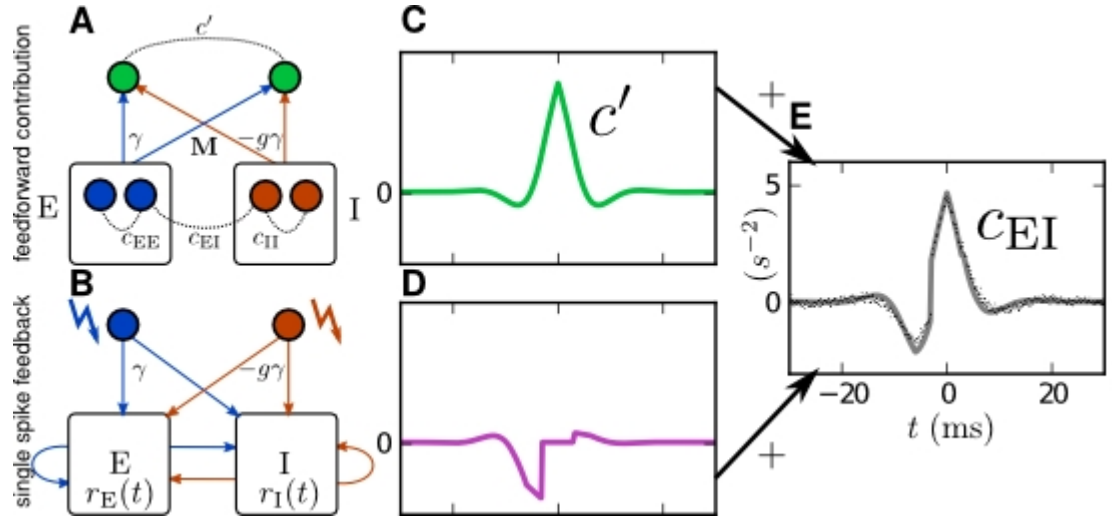 A
feedforward contribution
c′
γ
M
−gγ
E
I
c_EE
c_EI
c_II
B
single spike feedback
γ
−gγ
E
r_E(t)
I
r_I(t)
C
0
c′
D
0
+
+
E
(s⁻²)
5
0
c_EI
−20
0
20
t (ms)